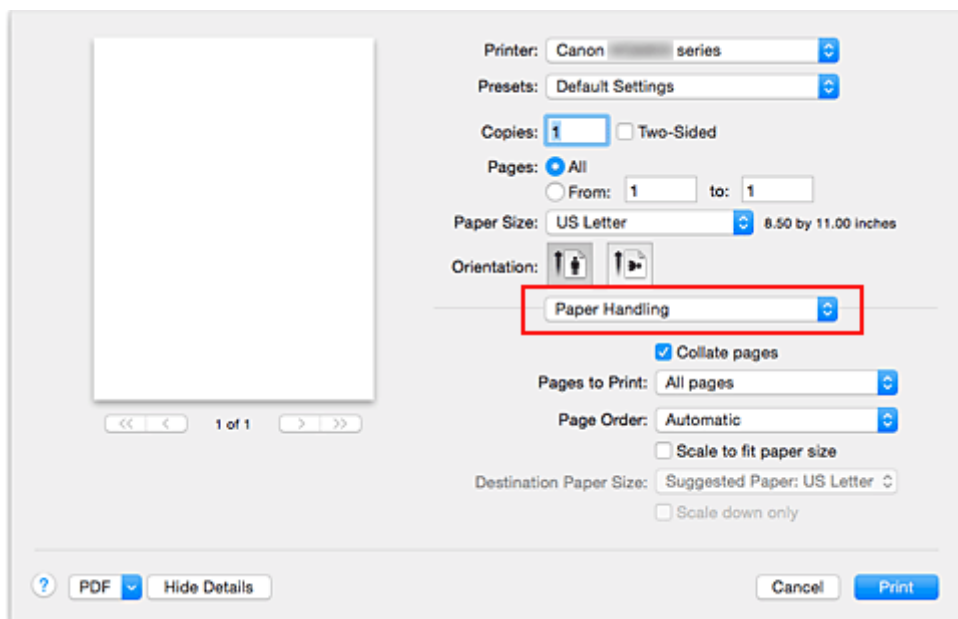 Printer: Canon series
Presets: Default Settings
Copies: 1 Two-Sided
Pages: All
From: 1 to: 1
Paper Size: US Letter 8.50 by 11.00 inches
Orientation:
Paper Handling
Collate pages
Pages to Print: All pages
1 of 1
Page Order: Automatic
Scale to fit paper size
Destination Paper Size: Suggested Paper: US Letter
Scale down only
? PDF Hide Details Cancel Print